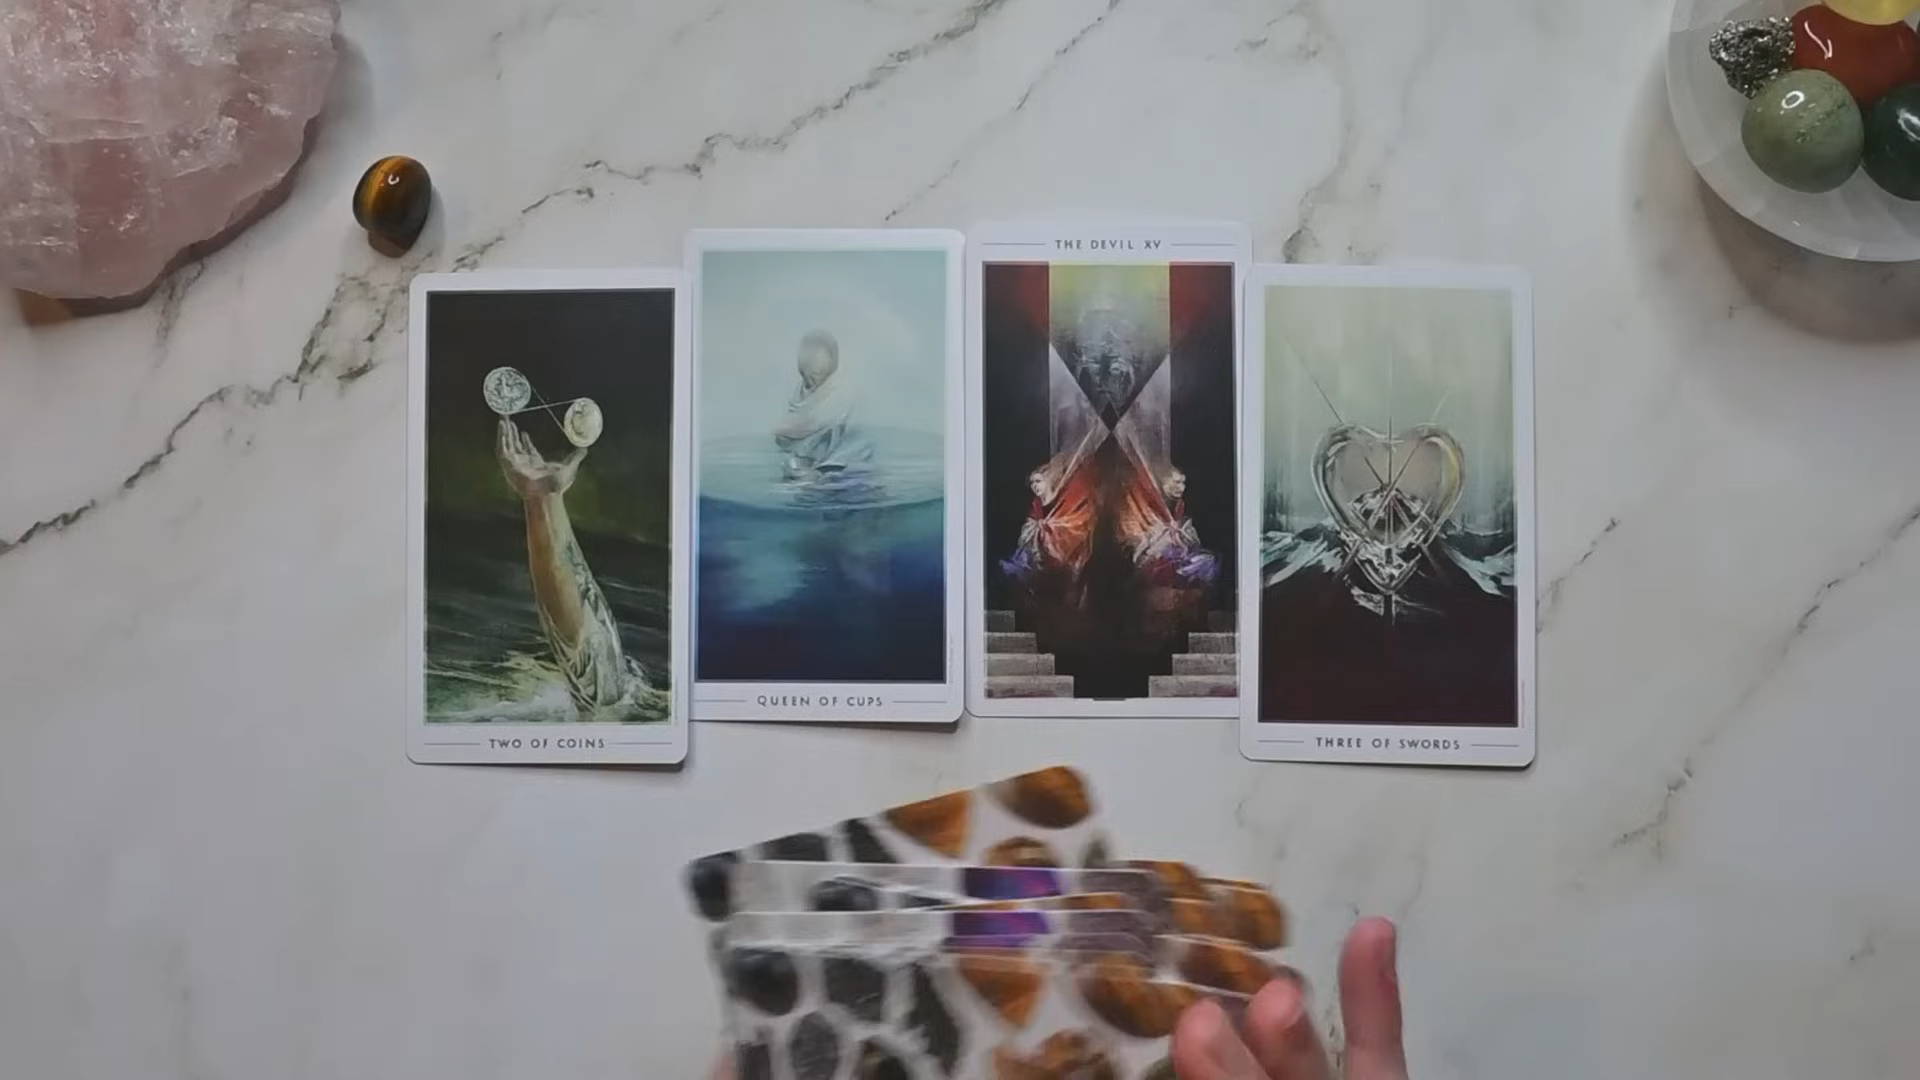 TWO OF COINS
QUEEN OF CUPS
THE DEVIL XV
THREE OF SWORDS